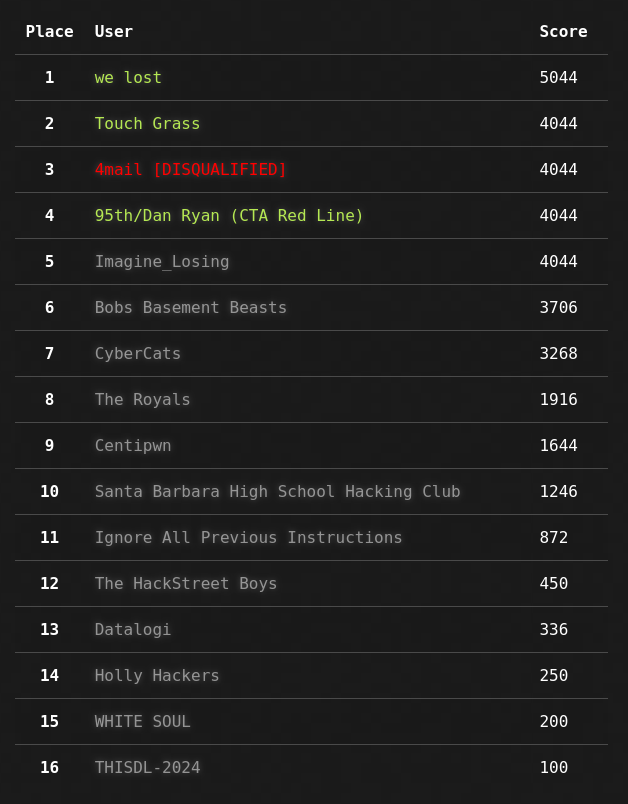 Place User Score
1 we lost 5044
2 Touch Grass 4044
3 4mail [DISQUALIFIED] 4044
4 95th/Dan Ryan (CTA Red Line) 4044
5 Imagine_Losing 4044
6 Bobs Basement Beasts 3706
7 CyberCats 3268
8 The Royals 1916
9 Centipwn 1644
10 Santa Barbara High School Hacking Club 1246
11 Ignore All Previous Instructions 872
12 The HackStreet Boys 450
13 Datalogi 336
14 Holly Hackers 250
15 WHITE SOUL 200
16 THISDL-2024 100